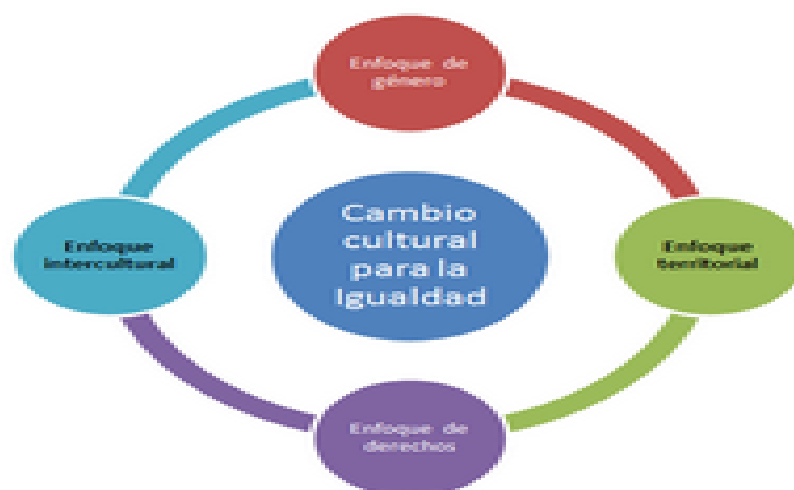 Enfoque de
género
Cambio
cultural
para la
Igualdad
Enfoque
intercultural
Enfoque
territorial
Enfoque de
derechos